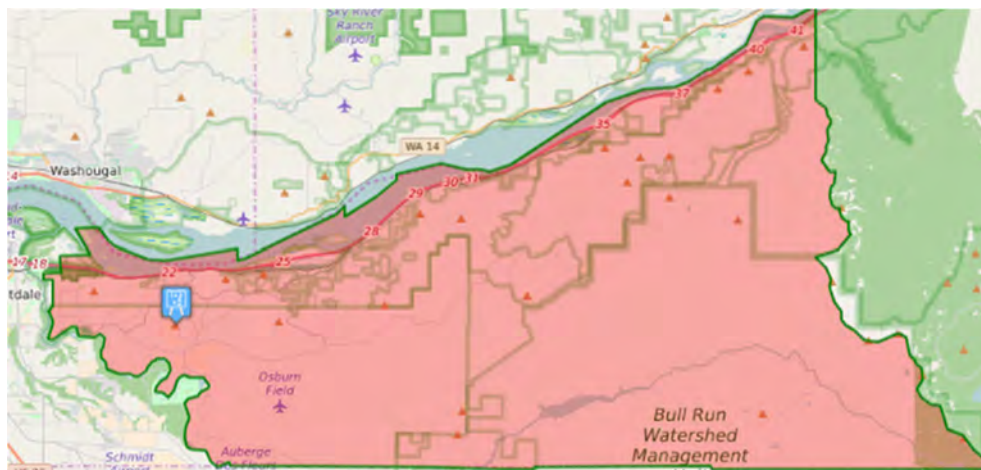 Sky River
Ranch
Airport
41
40
37
35
WA 14
Washougal
30
31
29
28
25
22
17
18
tdale
Osburn
Field
Bull Run
Watershed
Management
Auberge
Schmidt